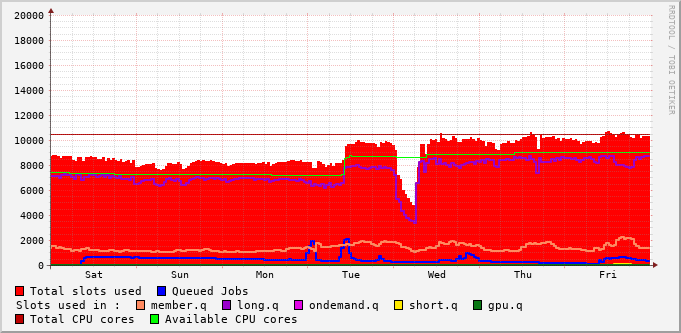 20000
18000
16000
14000
12000
10000
8000
6000
4000
2000
0
Sat Sun Mon Tue Wed Thu Fri
RRDTOOL / TOBI OETIKER
Total slots used Queued Jobs
Slots used in : member.q long.q ondemand.q short.q gpu.q
Total CPU cores Available CPU cores